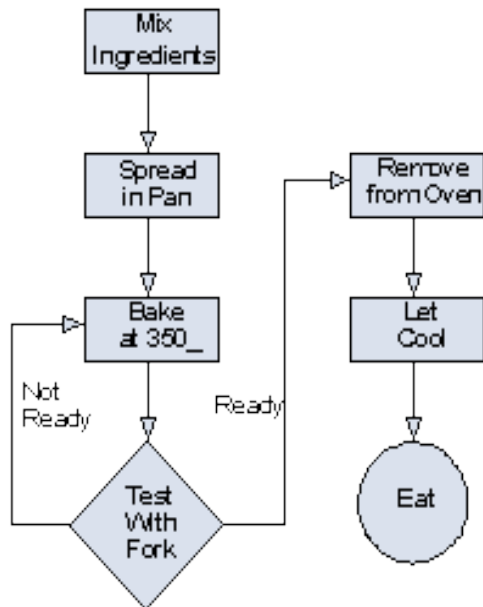 Mix
Ingredients
Spread
in Pan
Bake
at 350_
Not
Ready
Test
With
Fork
Ready
Remove
from Oven
Let
Cool
Eat